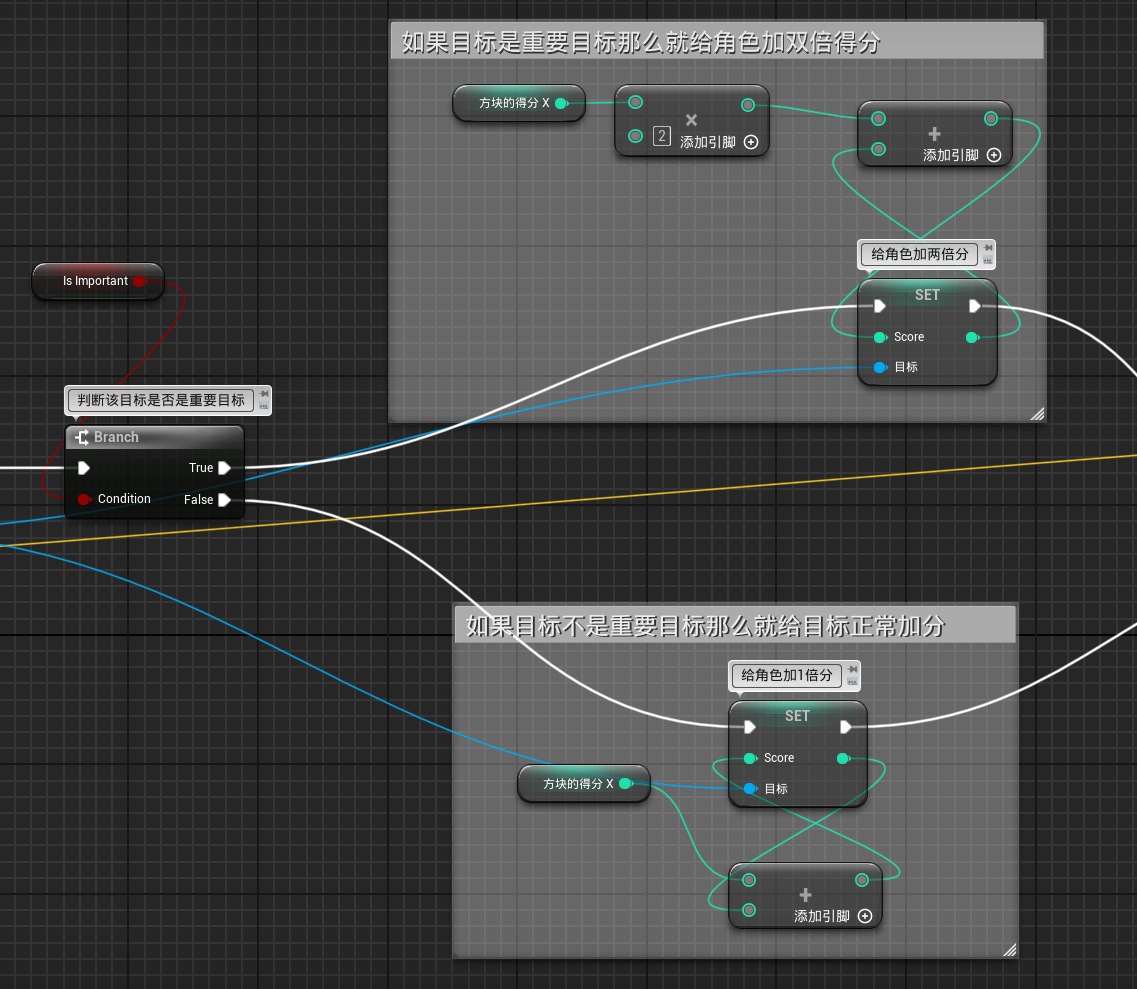 如果目标是重要目标那么就给角色加双倍得分
方块的得分 X
×
2
添加引脚
+
添加引脚
给角色加两倍分
SET
Score
目标
Is Important
判断该目标是否是重要目标
Branch
True
Condition
False
如果目标不是重要目标那么就给目标正常加分
给角色加1倍分
SET
Score
方块的得分 X
目标
+
添加引脚